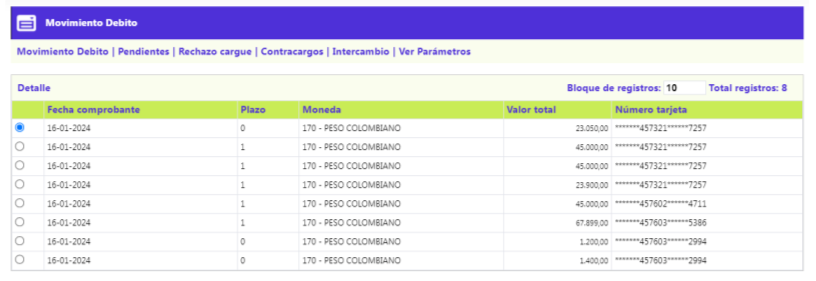 Movimiento Debito
Movimiento Debito | Pendientes | Rechazo cargue | Contracargos | Intercambio | Ver Parámetros
Detalle Bloque de registros: 10 Total registros: 8
Fecha comprobante Plazo Moneda Valor total Número tarjeta
16-01-2024 0 170 - PESO COLOMBIANO 23.050,00 *******457321******7257
16-01-2024 1 170 - PESO COLOMBIANO 45.000,00 *******457321******7257
16-01-2024 1 170 - PESO COLOMBIANO 45.000,00 *******457321******7257
16-01-2024 1 170 - PESO COLOMBIANO 23.900,00 *******457321******7257
16-01-2024 1 170 - PESO COLOMBIANO 45.000,00 *******457602******4711
16-01-2024 1 170 - PESO COLOMBIANO 67.899,00 *******457603******5386
16-01-2024 0 170 - PESO COLOMBIANO 1.200,00 *******457603******2994
16-01-2024 0 170 - PESO COLOMBIANO 1.400,00 *******457603******2994